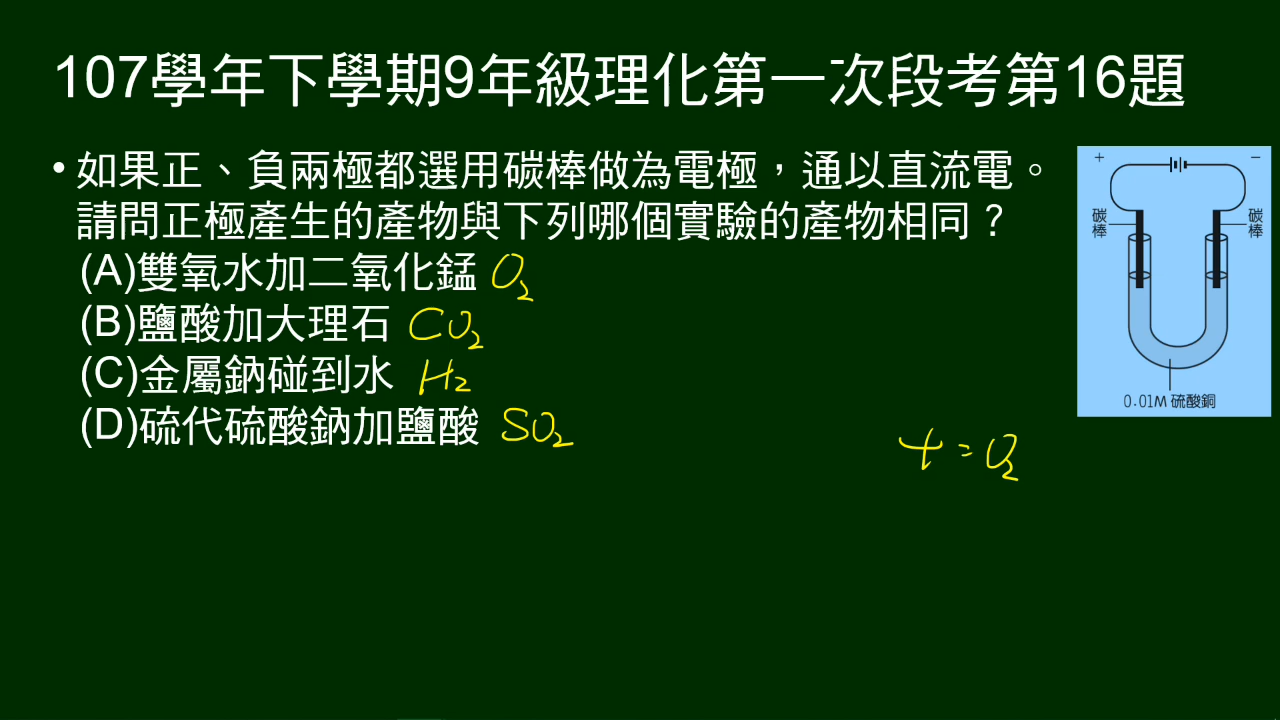 107學年下學期9年級理化第一次段考第16題
• 如果正、負兩極都選用碳棒做為電極，通以直流電。
請問正極產生的產物與下列哪個實驗的產物相同？
(A)雙氧水加二氧化錳 O₂
(B)鹽酸加大理石 CO₂
(C)金屬鈉碰到水 H₂
(D)硫代硫酸鈉加鹽酸 SO₂
+ = O₂
+ −
碳棒 碳棒
0.01M 硫酸銅